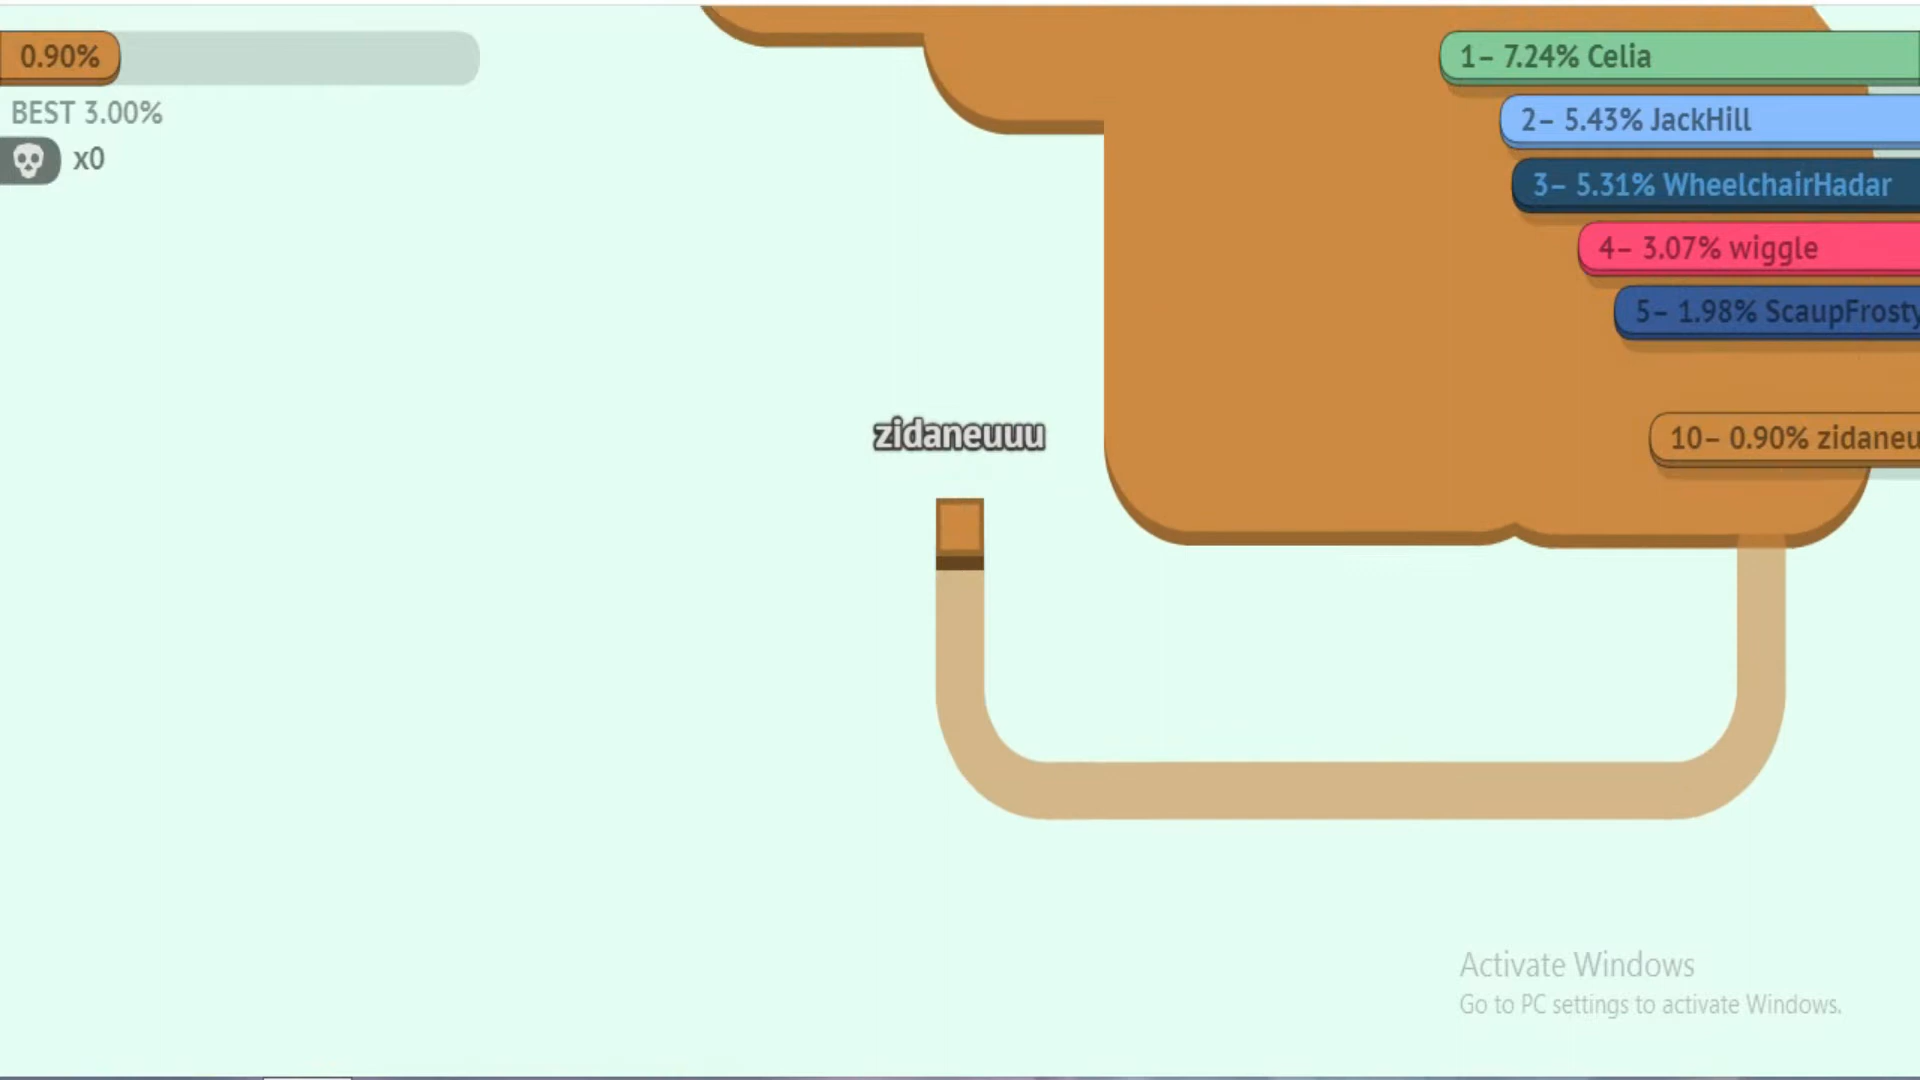 0.90%
BEST 3.00%
x0
1– 7.24% Celia
2– 5.43% JackHill
3– 5.31% WheelchairHadar
4– 3.07% wiggle
5– 1.98% ScaupFrosty
10– 0.90% zidaneu
zidaneuuu
Activate Windows
Go to PC settings to activate Windows.